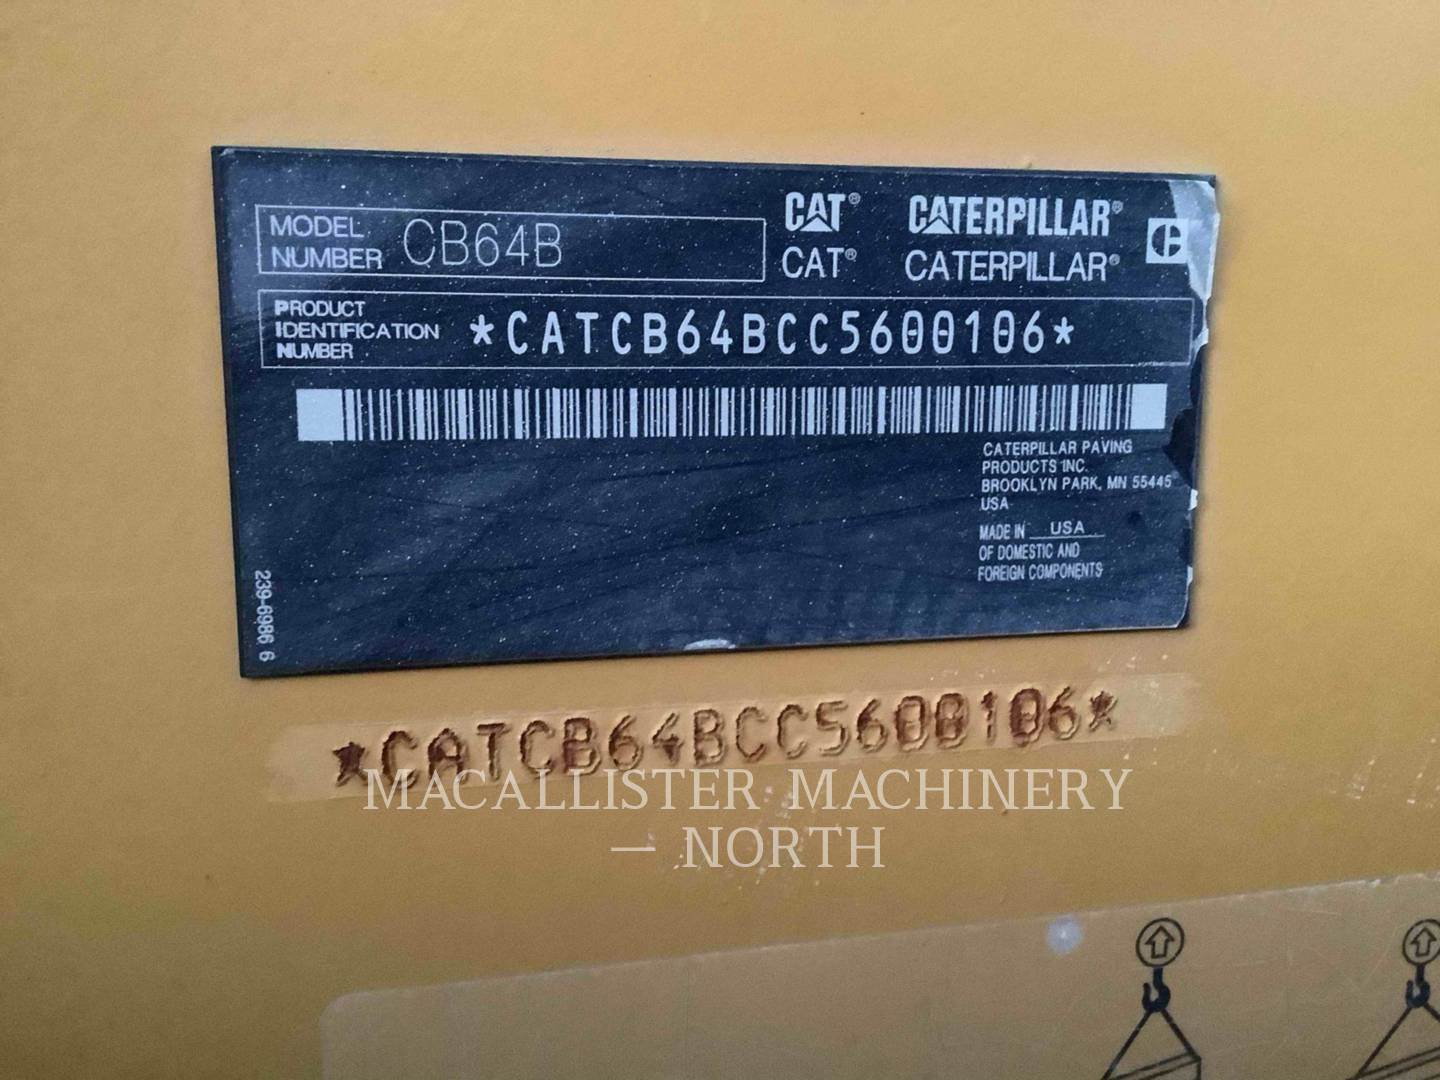 MODEL
NUMBER CB64B
CAT® CATERPILLAR®
CAT® CATERPILLAR®
PRODUCT
IDENTIFICATION
NUMBER
*CATCB64BCC5600106*
CATERPILLAR PAVING
PRODUCTS INC.
BROOKLYN PARK, MN 55445
USA
MADE IN USA
OF DOMESTIC AND
FOREIGN COMPONENTS
239-6986 6
*CATCB64BCC5600106*
MACALLISTER MACHINERY
— NORTH